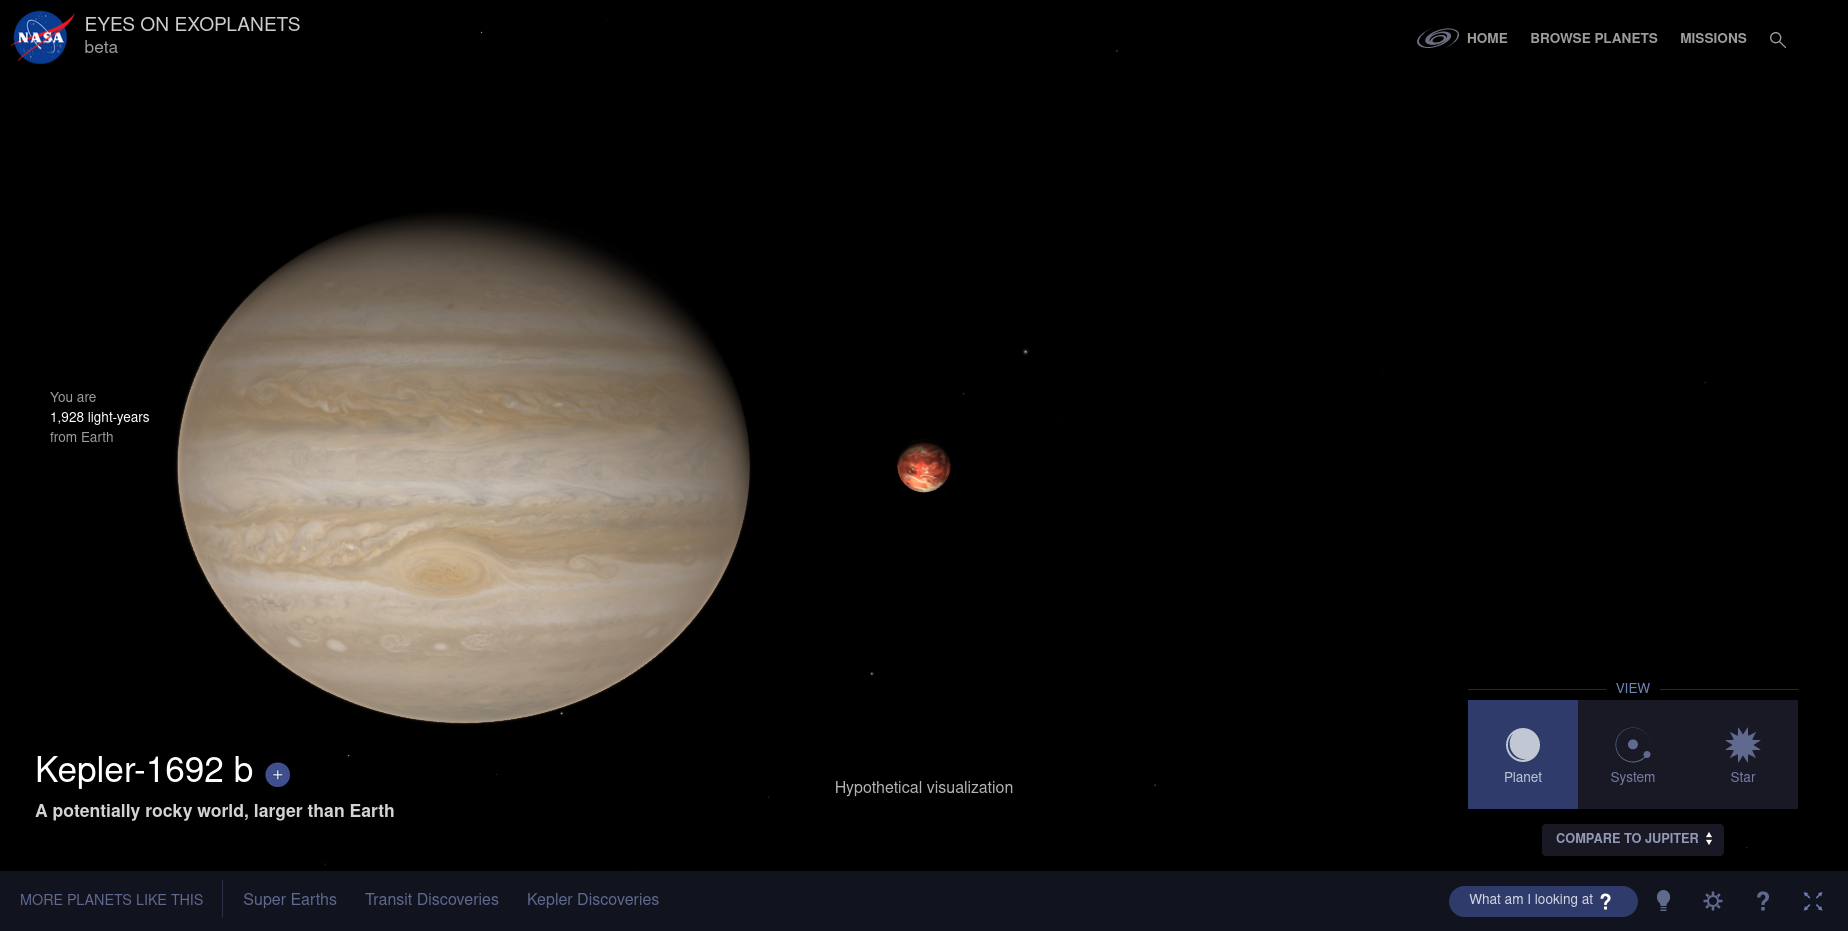 NASA
EYES ON EXOPLANETS
beta
HOME
BROWSE PLANETS
MISSIONS
You are
1,928 light-years
from Earth
Kepler-1692 b +
A potentially rocky world, larger than Earth
Hypothetical visualization
VIEW
Planet
System
Star
COMPARE TO JUPITER
MORE PLANETS LIKE THIS
Super Earths
Transit Discoveries
Kepler Discoveries
What am I looking at ?
?